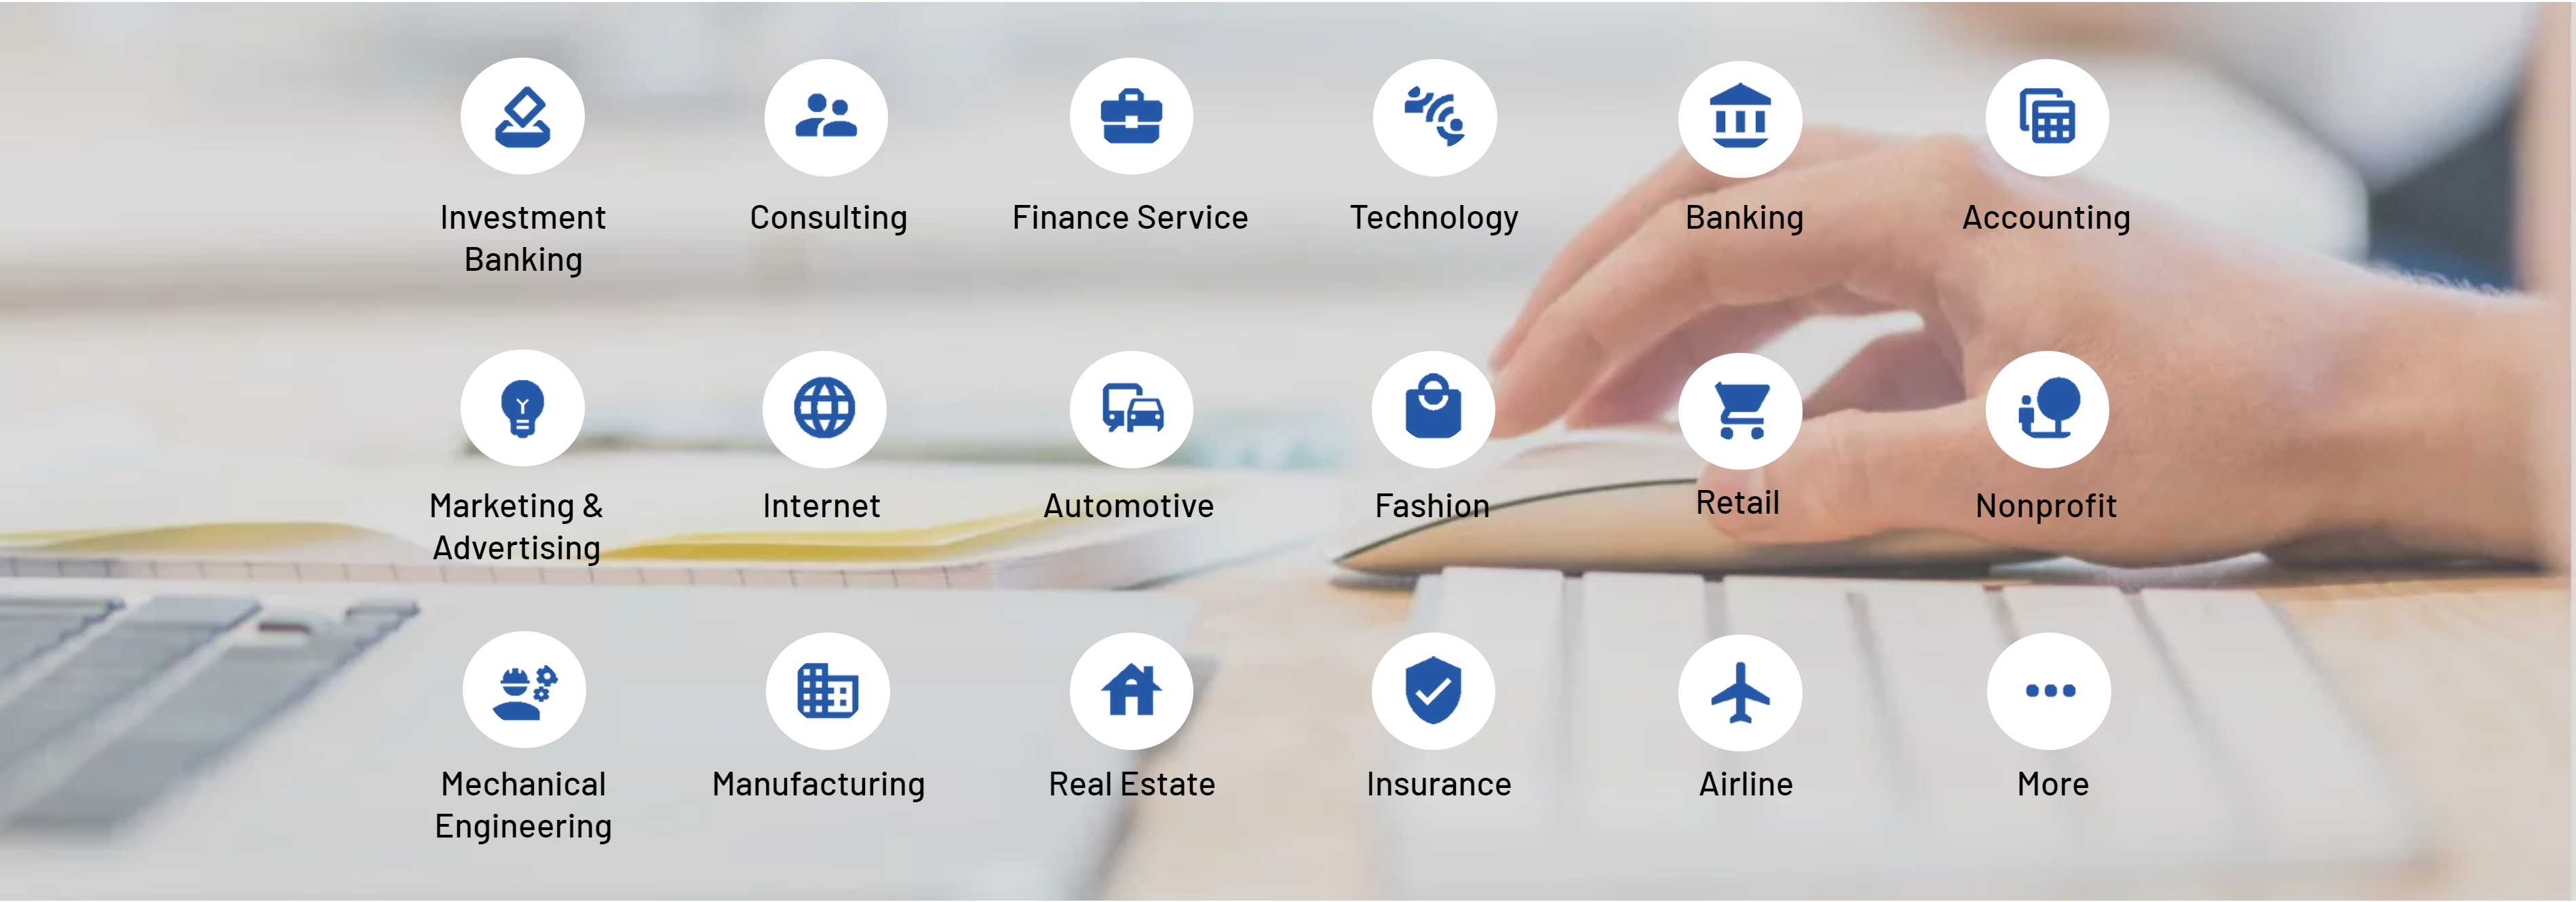 Investment
Banking
Consulting
Finance Service
Technology
Banking
Accounting
Marketing &
Advertising
Internet
Automotive
Fashion
Retail
Nonprofit
Mechanical
Engineering
Manufacturing
Real Estate
Insurance
Airline
More